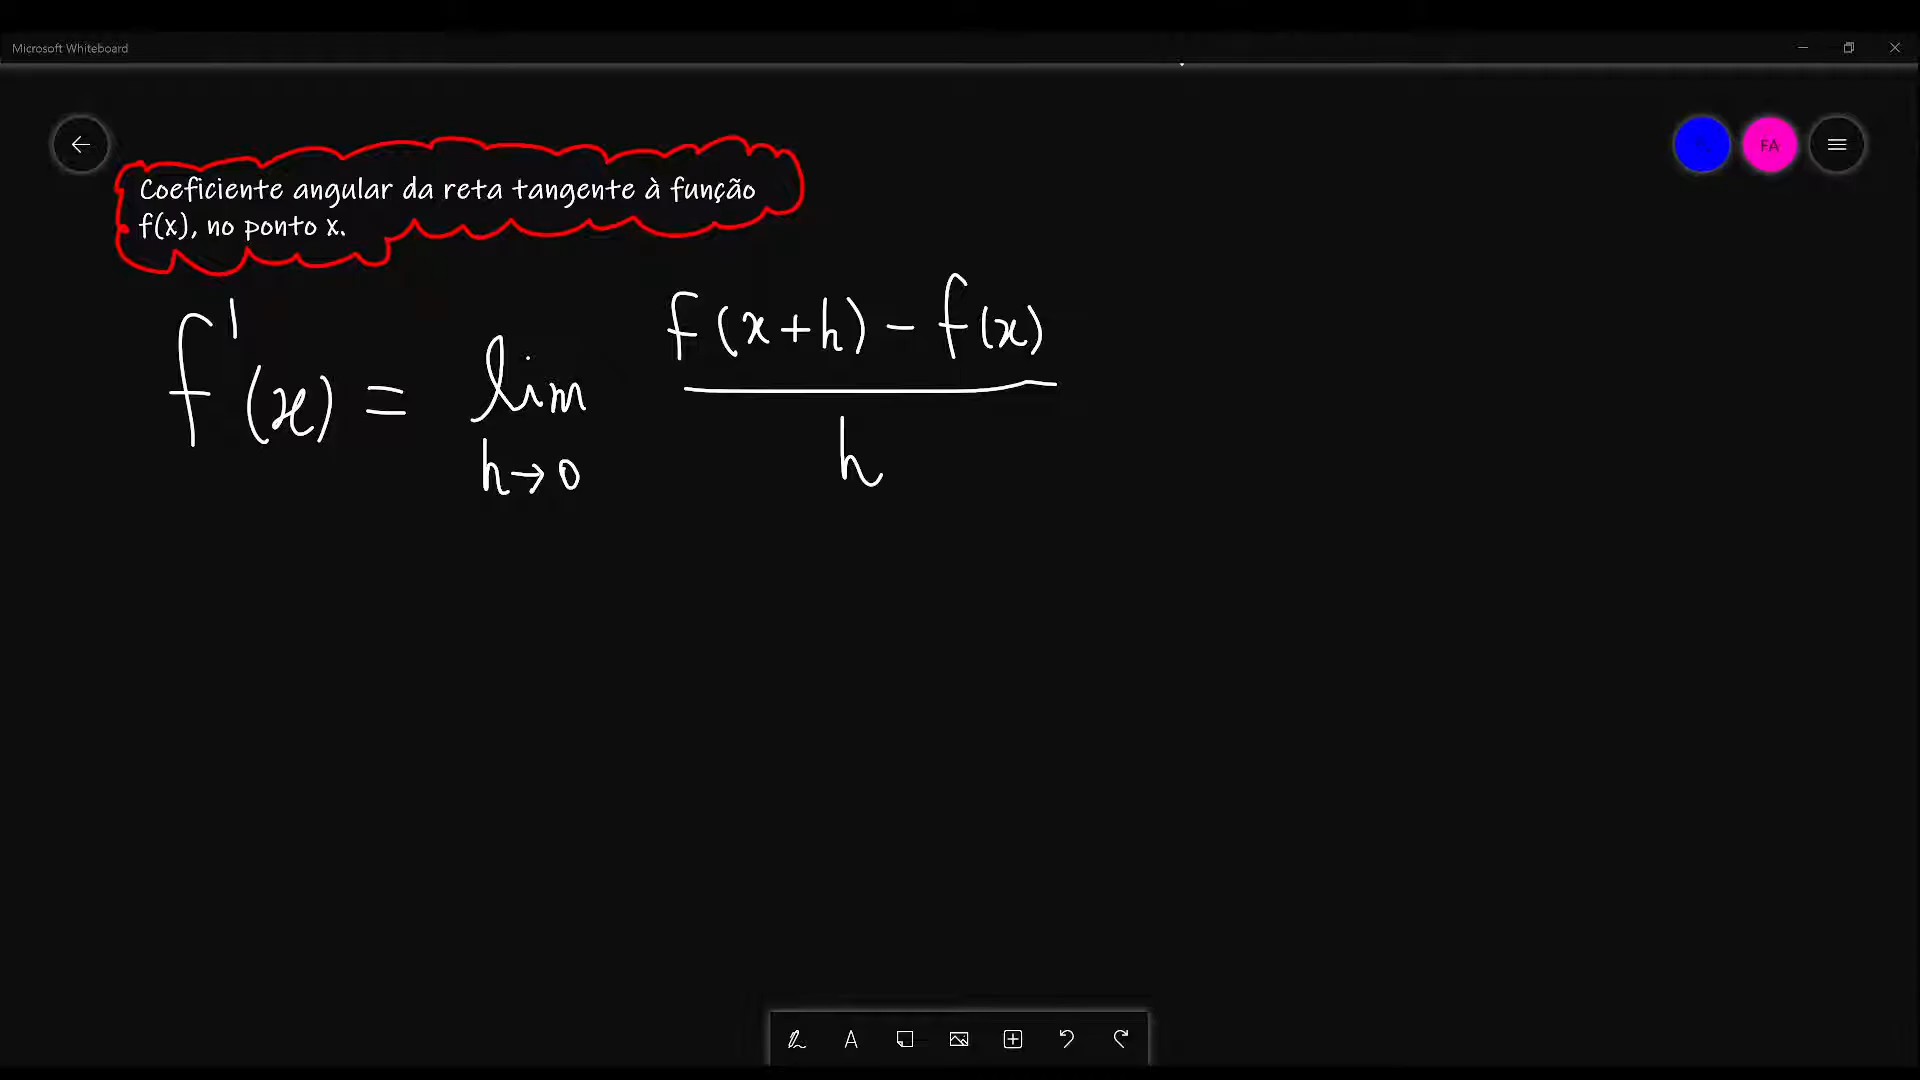 Microsoft Whiteboard
FA
Coeficiente angular da reta tangente à função
f(x), no ponto x.
f'(x) = lim f(x+h) - f(x)
h→0 h